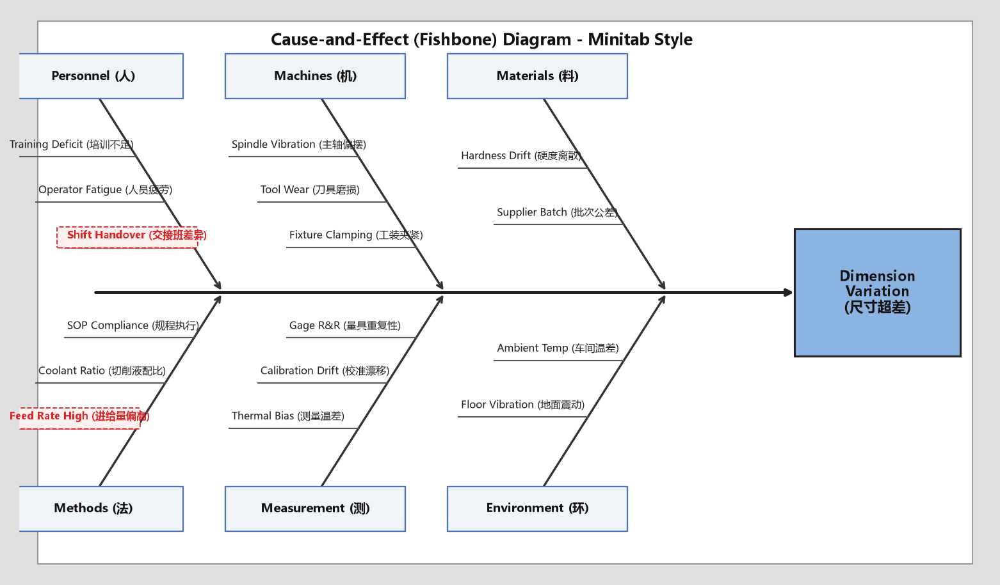 Cause-and-Effect (Fishbone) Diagram - Minitab Style
Personnel (人)
Machines (机)
Materials (料)
Training Deficit (培训不足)
Spindle Vibration (主轴偏摆)
Hardness Drift (硬度离散)
Operator Fatigue (人员疲劳)
Tool Wear (刀具磨损)
Supplier Batch (批次公差)
Shift Handover (交接班差异)
Fixture Clamping (工装夹紧)
Dimension
Variation
(尺寸超差)
SOP Compliance (规程执行)
Gage R&R (量具重复性)
Ambient Temp (车间温差)
Coolant Ratio (切削液配比)
Calibration Drift (校准漂移)
Floor Vibration (地面震动)
Feed Rate High (进给量偏高)
Thermal Bias (测量温差)
Methods (法)
Measurement (测)
Environment (环)